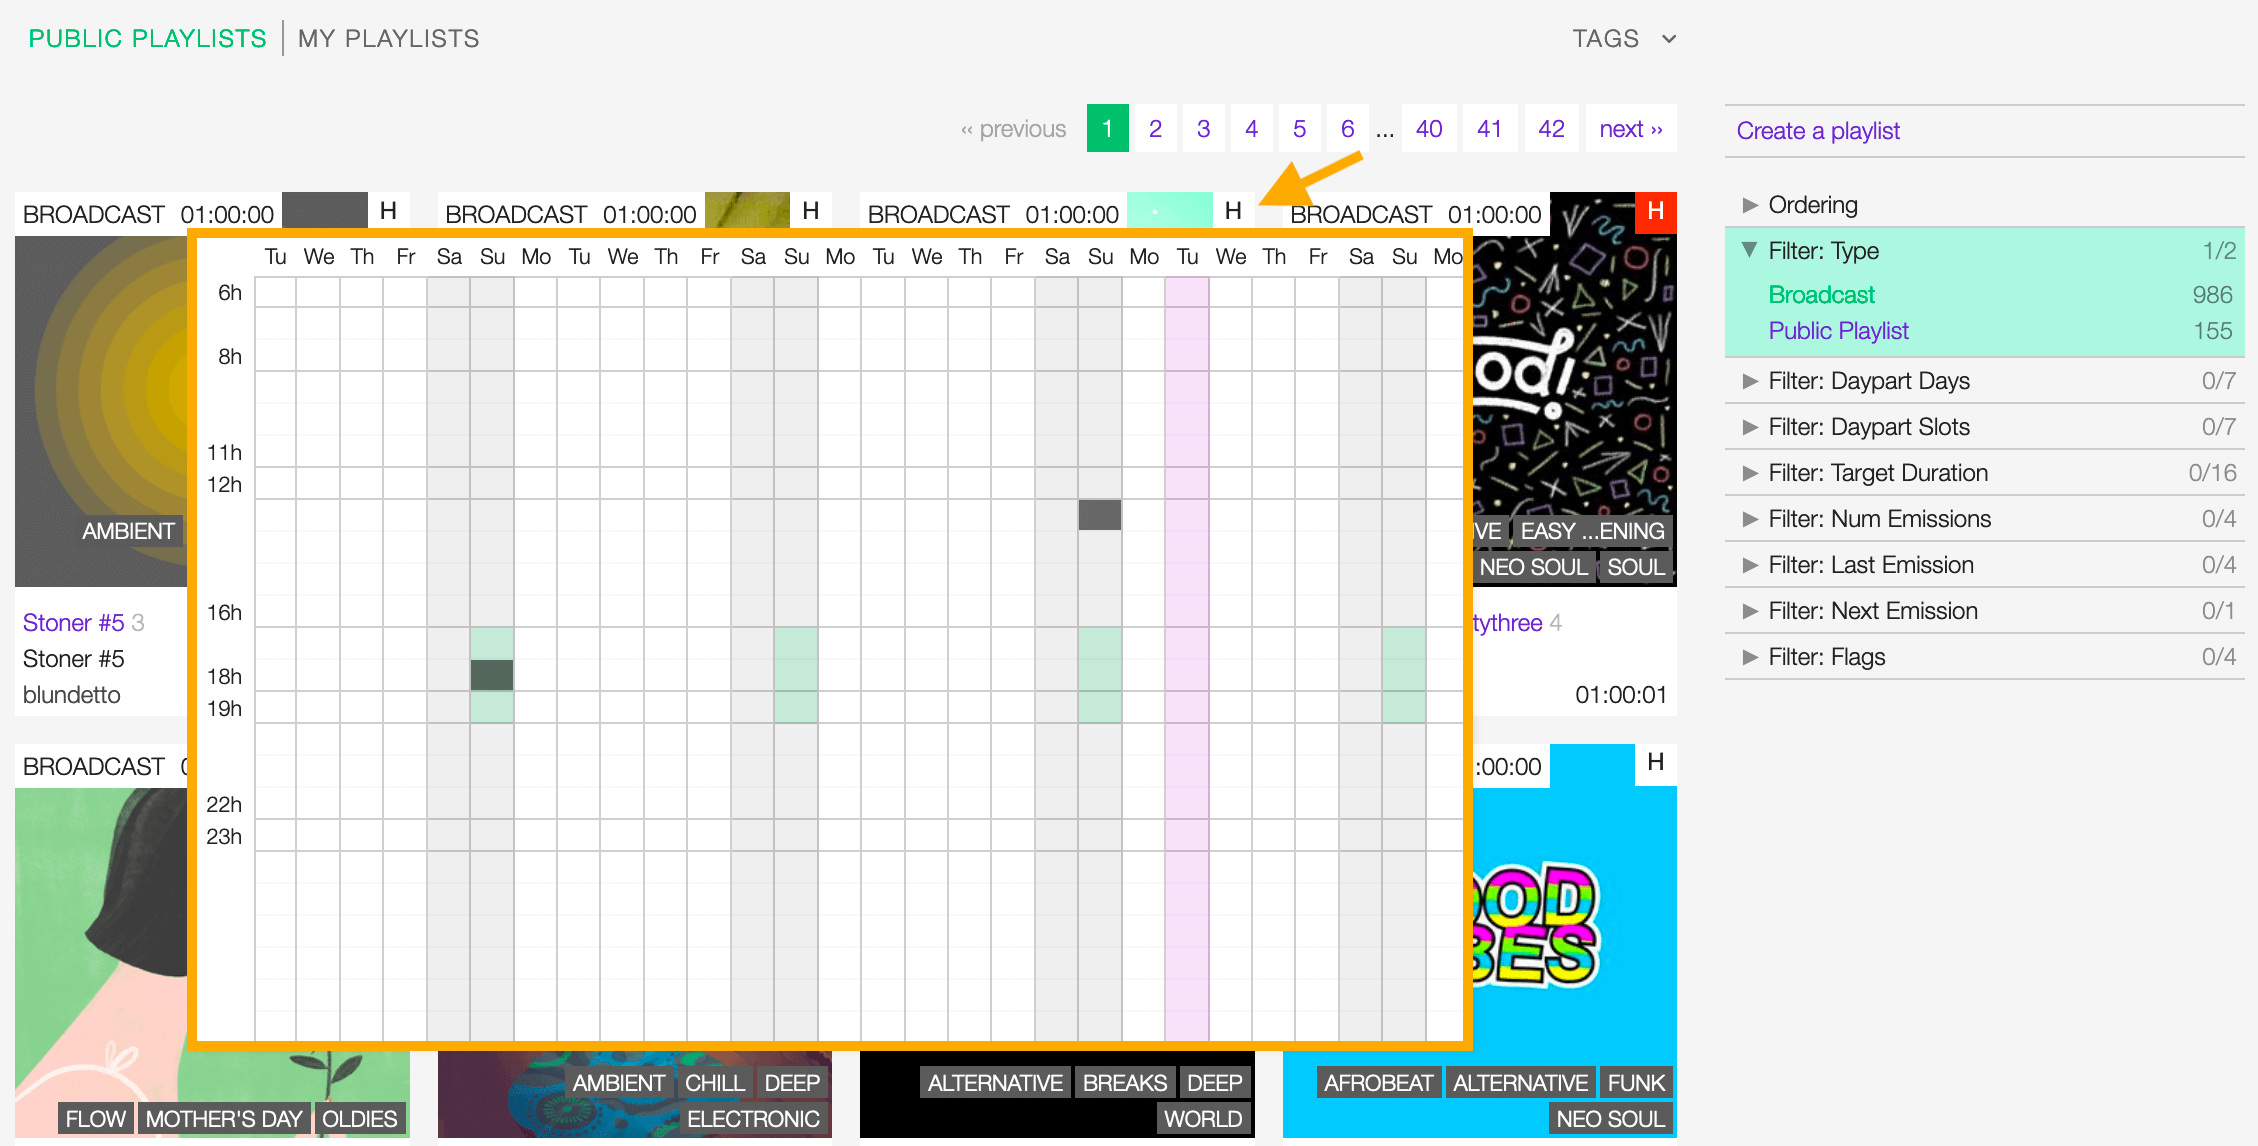 PUBLIC PLAYLISTS MY PLAYLISTS TAGS
‹‹ previous 1 2 3 4 5 6 ... 40 41 42 next ››
Create a playlist
BROADCAST 01:00:00 H BROADCAST 01:00:00 H BROADCAST 01:00:00 H BROADCAST 01:00:00 H
Tu We Th Fr Sa Su Mo Tu We Th Fr Sa Su Mo Tu We Th Fr Sa Su Mo Tu We Th Fr Sa Su Mo
6h
8h
11h
12h
16h
18h
19h
22h
23h
AMBIENT
Stoner #5 3
Stoner #5
blundetto
od!
VE EASY ...ENING
NEO SOUL SOUL
tythree 4
01:00:01
BROADCAST
:00:00 H
FLOW MOTHER'S DAY OLDIES
AMBIENT CHILL DEEP
ELECTRONIC
ALTERNATIVE BREAKS DEEP
WORLD
OOD
BES
AFROBEAT ALTERNATIVE FUNK
NEO SOUL
Ordering
Filter: Type 1/2
Broadcast 986
Public Playlist 155
Filter: Daypart Days 0/7
Filter: Daypart Slots 0/7
Filter: Target Duration 0/16
Filter: Num Emissions 0/4
Filter: Last Emission 0/4
Filter: Next Emission 0/1
Filter: Flags 0/4